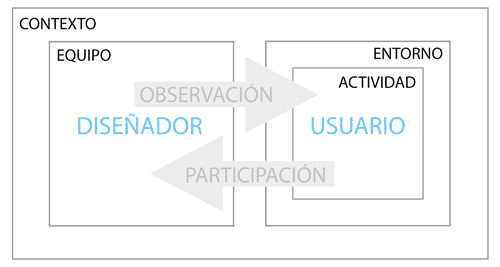 CONTEXTO
EQUIPO
ENTORNO
ACTIVIDAD
OBSERVACIÓN
DISEÑADOR
USUARIO
PARTICIPACIÓN